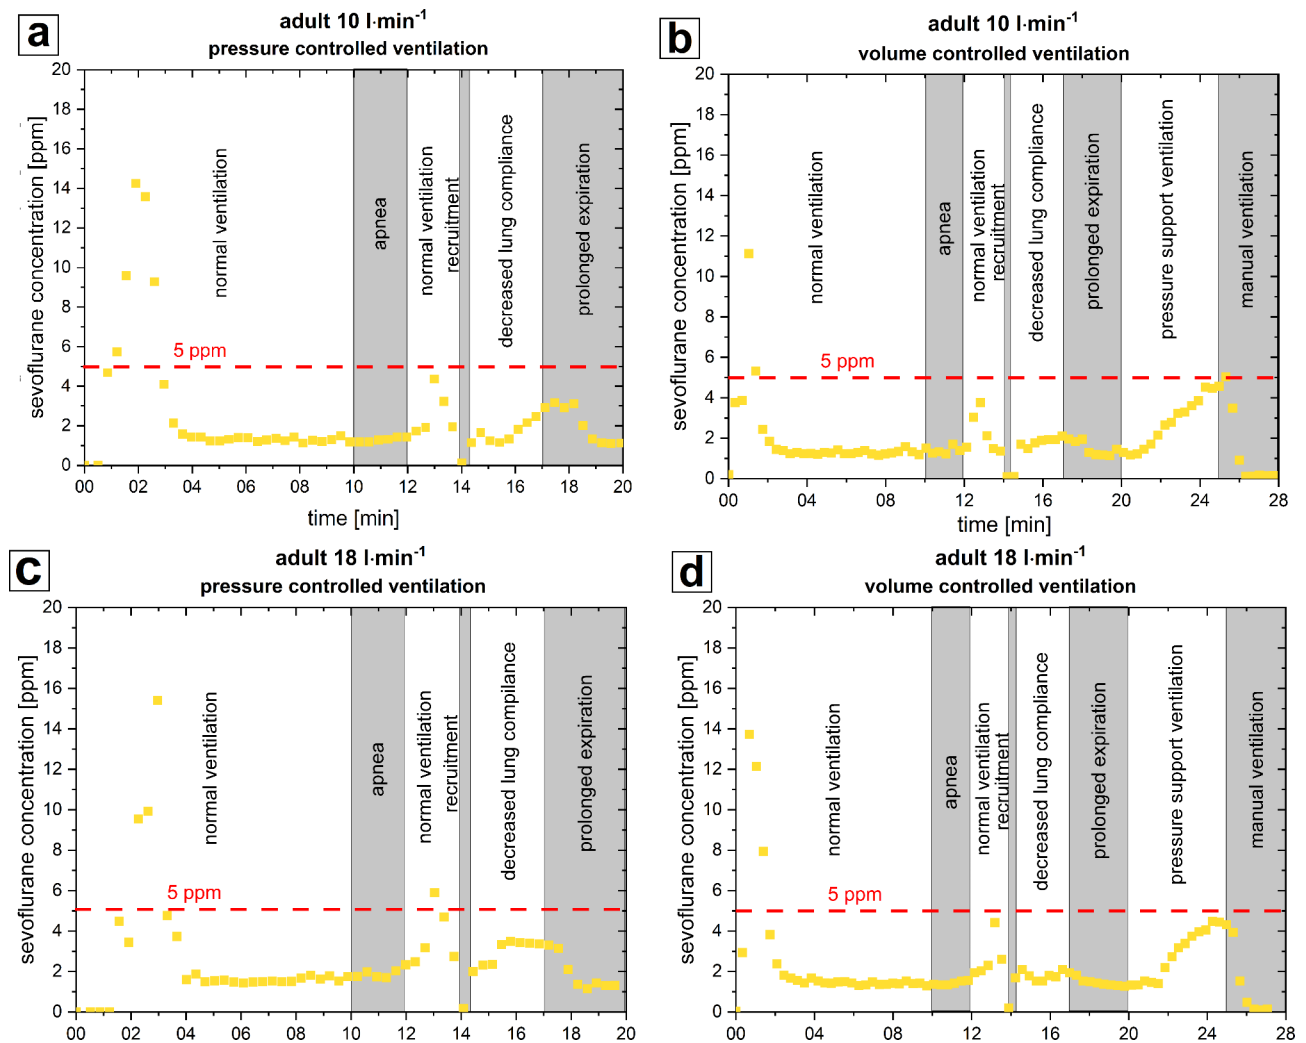 a
adult 10 l·min-1
pressure controlled ventilation
sevoflurane concentration [ppm]
20
18
16
14
12
10
8
6
4
2
0
normal ventilation
apnea
normal ventilation
recruitment
decreased lung compliance
prolonged expiration
5 ppm
00 02 04 06 08 10 12 14 16 18 20
time [min]
b
adult 10 l·min-1
volume controlled ventilation
sevoflurane concentration [ppm]
20
18
16
14
12
10
8
6
4
2
0
normal ventilation
apnea
normal ventilation
recruitment
decreased lung compliance
prolonged expiration
pressure support ventilation
manual ventilation
5 ppm
00 04 08 12 16 20 24 28
time [min]
c
adult 18 l·min-1
pressure controlled ventilation
sevoflurane concentration [ppm]
20
18
16
14
12
10
8
6
4
2
0
normal ventilation
apnea
normal ventilation
recruitment
decreased lung compilance
prolonged expiration
5 ppm
00 02 04 06 08 10 12 14 16 18 20
d
adult 18 l·min-1
volume controlled ventilation
sevoflurane concentration [ppm]
20
18
16
14
12
10
8
6
4
2
0
normal ventilation
apnea
normal ventilation
recruitment
decreased lung compliance
prolonged expiration
pressure support ventilation
manual ventilation
5 ppm
00 04 08 12 16 20 24 28